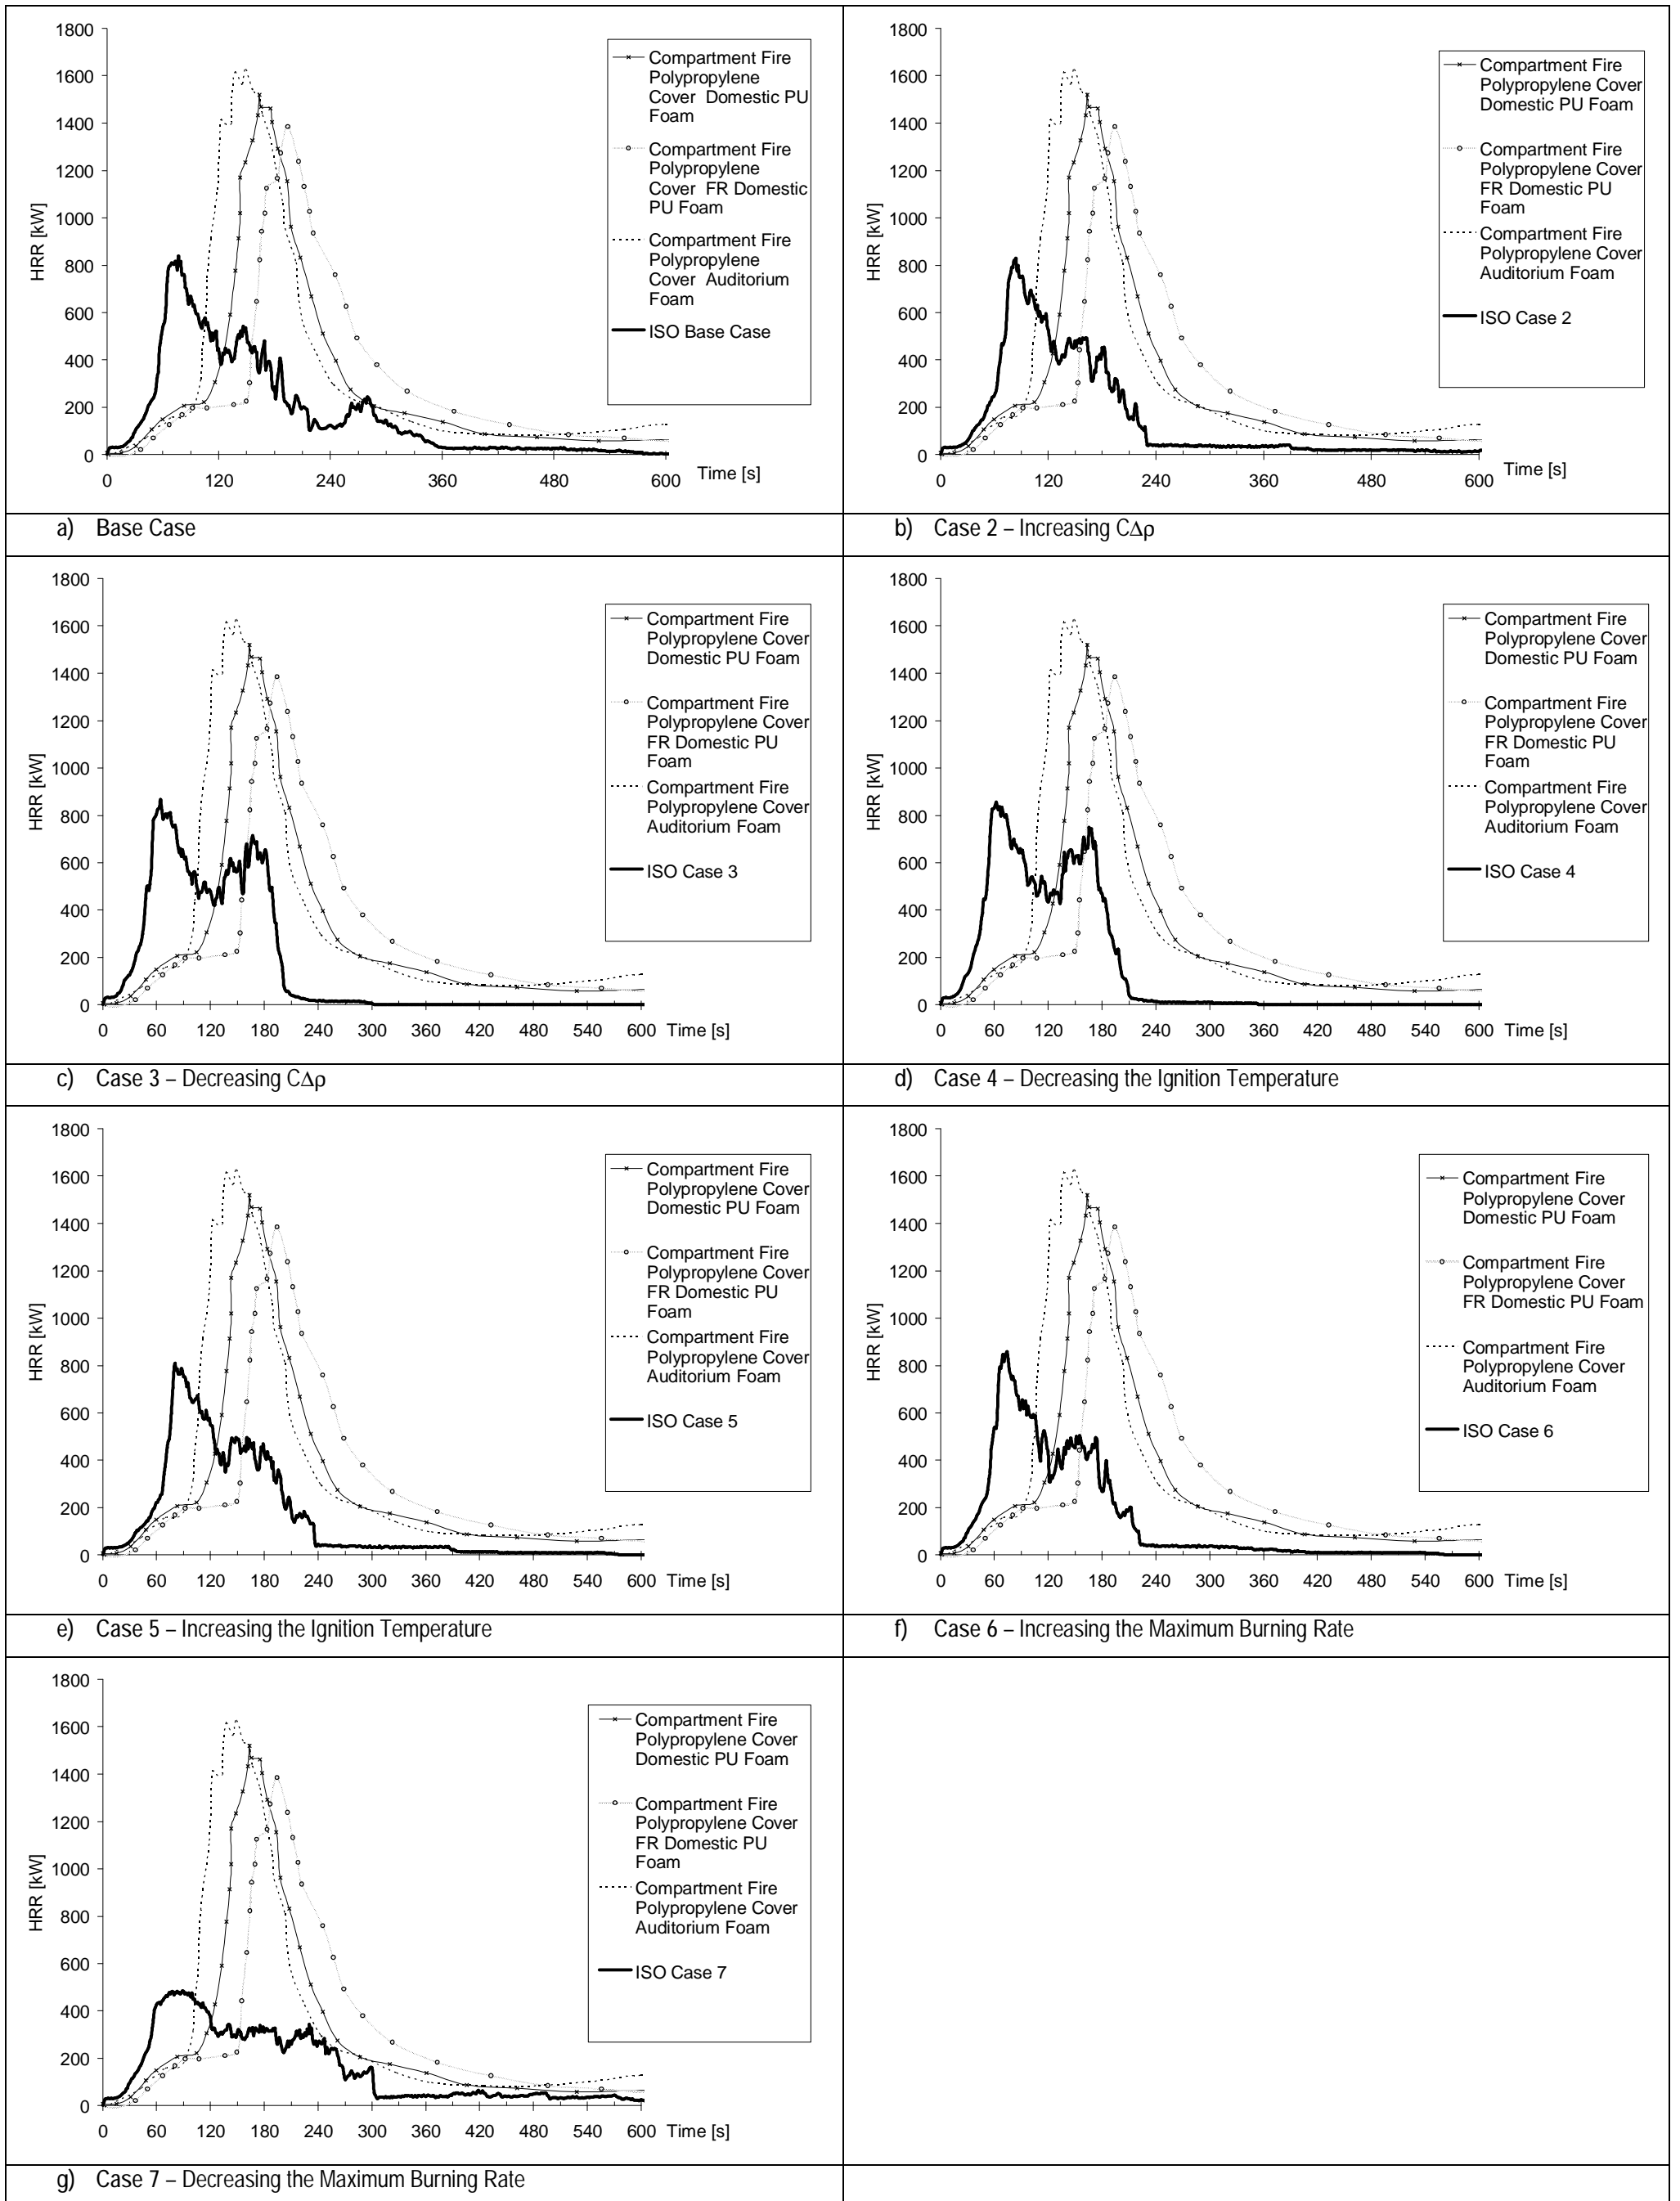 1800
1600
1400
1200
1000
800
600
400
200
0
HRR [kW]
0 120 240 360 480 600
Time [s]
Compartment Fire
Polypropylene
Cover Domestic PU
Foam
Compartment Fire
Polypropylene
Cover FR Domestic
PU Foam
Compartment Fire
Polypropylene
Cover Auditorium
Foam
ISO Base Case
a) Base Case
1800
1600
1400
1200
1000
800
600
400
200
0
HRR [kW]
0 120 240 360 480 600
Time [s]
Compartment Fire
Polypropylene Cover
Domestic PU Foam
Compartment Fire
Polypropylene Cover
FR Domestic PU
Foam
Compartment Fire
Polypropylene Cover
Auditorium Foam
ISO Case 2
b) Case 2 – Increasing CΔρ
1800
1600
1400
1200
1000
800
600
400
200
0
HRR [kW]
0 60 120 180 240 300 360 420 480 540 600 Time [s]
Compartment Fire
Polypropylene Cover
Domestic PU Foam
Compartment Fire
Polypropylene Cover
FR Domestic PU
Foam
Compartment Fire
Polypropylene Cover
Auditorium Foam
ISO Case 3
c) Case 3 – Decreasing CΔρ
1800
1600
1400
1200
1000
800
600
400
200
0
HRR [kW]
0 60 120 180 240 300 360 420 480 540 600 Time [s]
Compartment Fire
Polypropylene Cover
Domestic PU Foam
Compartment Fire
Polypropylene Cover
FR Domestic PU
Foam
Compartment Fire
Polypropylene Cover
Auditorium Foam
ISO Case 4
d) Case 4 – Decreasing the Ignition Temperature
1800
1600
1400
1200
1000
800
600
400
200
0
HRR [kW]
0 60 120 180 240 300 360 420 480 540 600 Time [s]
Compartment Fire
Polypropylene Cover
Domestic PU Foam
Compartment Fire
Polypropylene Cover
FR Domestic PU
Foam
Compartment Fire
Polypropylene Cover
Auditorium Foam
ISO Case 5
e) Case 5 – Increasing the Ignition Temperature
1800
1600
1400
1200
1000
800
600
400
200
0
HRR [kW]
0 60 120 180 240 300 360 420 480 540 600 Time [s]
Compartment Fire
Polypropylene Cover
Domestic PU Foam
Compartment Fire
Polypropylene Cover
FR Domestic PU Foam
Compartment Fire
Polypropylene Cover
Auditorium Foam
ISO Case 6
f) Case 6 – Increasing the Maximum Burning Rate
1800
1600
1400
1200
1000
800
600
400
200
0
HRR [kW]
0 60 120 180 240 300 360 420 480 540 600 Time [s]
Compartment Fire
Polypropylene Cover
Domestic PU Foam
Compartment Fire
Polypropylene Cover
FR Domestic PU
Foam
Compartment Fire
Polypropylene Cover
Auditorium Foam
ISO Case 7
g) Case 7 – Decreasing the Maximum Burning Rate